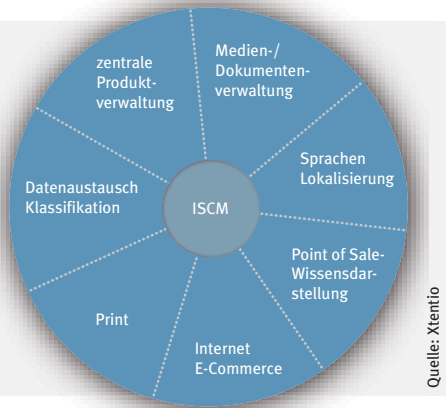 zentrale
Produkt-
verwaltung
Medien-/
Dokumenten-
verwaltung
Sprachen
Lokalisierung
Point of Sale-
Wissensdar-
stellung
Internet
E-Commerce
Print
Datenaustausch
Klassifikation
ISCM
Quelle: Xtentio